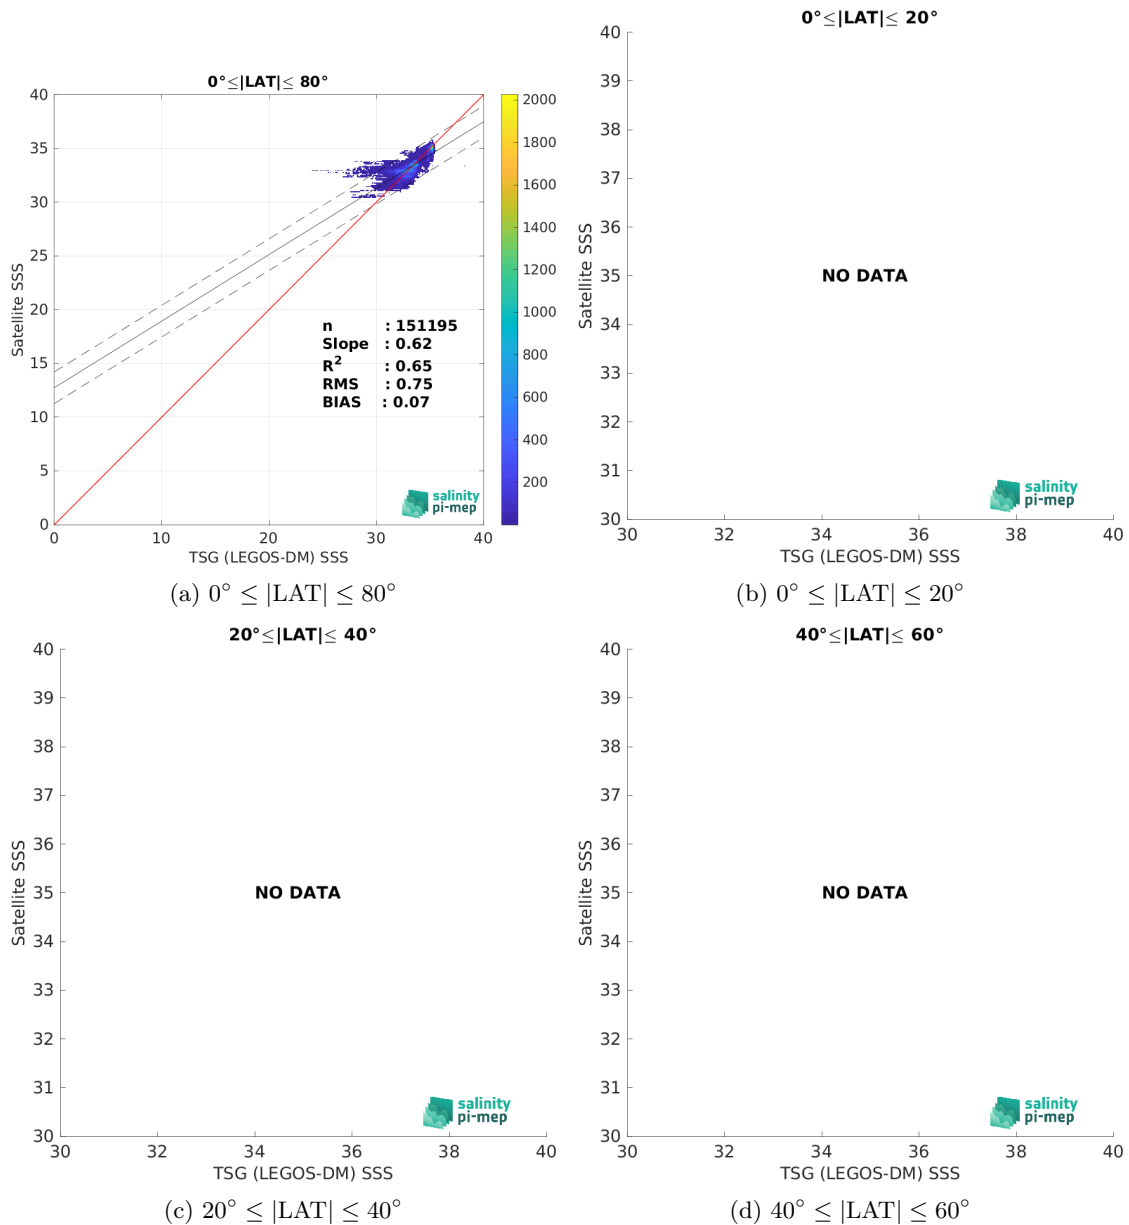 0°≤|LAT|≤ 80°
40
35
30
25
20
15
10
5
0
Satellite SSS
0
10
20
30
40
TSG (LEGOS-DM) SSS
n : 151195
Slope : 0.62
R² : 0.65
RMS : 0.75
BIAS : 0.07
salinity
pi-mep
2000
1800
1600
1400
1200
1000
800
600
400
200
(a) 0° ≤ |LAT| ≤ 80°
0°≤|LAT|≤ 20°
40
39
38
37
36
35
34
33
32
31
30
Satellite SSS
NO DATA
salinity
pi-mep
30
32
34
36
38
40
TSG (LEGOS-DM) SSS
(b) 0° ≤ |LAT| ≤ 20°
20°≤|LAT|≤ 40°
40
39
38
37
36
35
34
33
32
31
30
Satellite SSS
NO DATA
salinity
pi-mep
30
32
34
36
38
40
TSG (LEGOS-DM) SSS
(c) 20° ≤ |LAT| ≤ 40°
40°≤|LAT|≤ 60°
40
39
38
37
36
35
34
33
32
31
30
Satellite SSS
NO DATA
salinity
pi-mep
30
32
34
36
38
40
TSG (LEGOS-DM) SSS
(d) 40° ≤ |LAT| ≤ 60°